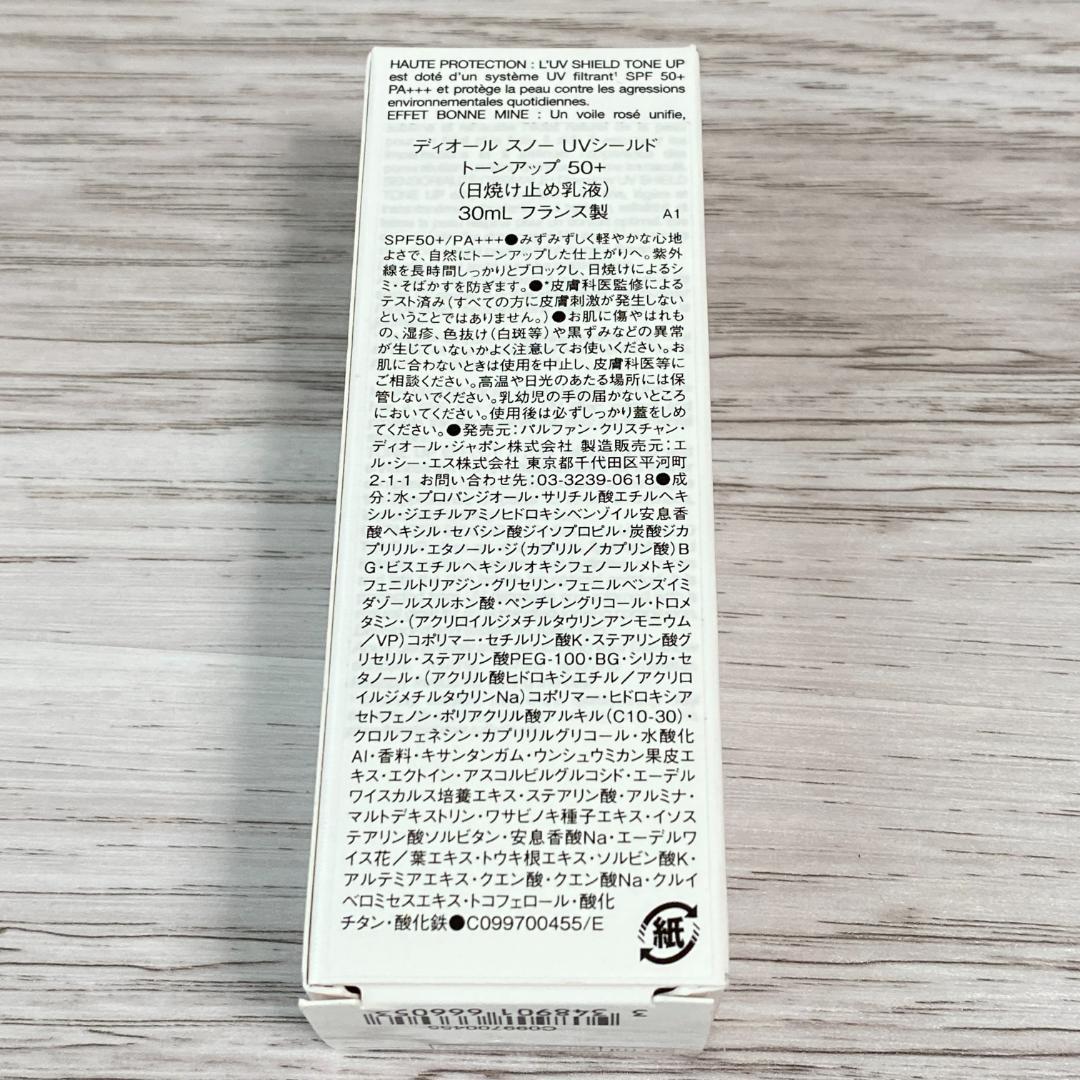 HAUTE PROTECTION : L'UV SHIELD TONE UP
est doté d'un système UV filtrant¹ SPF 50+
PA+++ et protège la peau contre les agressions
environnementales quotidiennes.
EFFET BONNE MINE : Un voile rosé unifie,
ディオール スノー UVシールド
トーンアップ 50+
(日焼け止め乳液)
30mL フランス製 A1
SPF50+/PA+++●みずみずしく軽やかな心地
よさで、自然にトーンアップした仕上がりへ。紫外
線を長時間しっかりとブロックし、日焼けによるシ
ミ・そばかすを防ぎます。●*皮膚科医監修による
テスト済み(すべての方に皮膚刺激が発生しない
ということではありません。)●お肌に傷やはれも
の、湿疹、色抜け(白斑等)や黒ずみなどの異常
が生じていないかよく注意してお使いください。お
肌に合わないときは使用を中止し、皮膚科医等に
ご相談ください。高温や日光のあたる場所には保
管しないでください。乳幼児の手の届かないところ
においてください。使用後は必ずしっかり蓋をしめ
てください。●発売元:パルファン・クリスチャン・
ディオール・ジャポン株式会社 製造販売元:エ
ル・シー・エス株式会社 東京都千代田区平河町
2-1-1 お問い合わせ先:03-3239-0618●成
分:水・プロパンジオール・サリチル酸エチルヘキ
シル・ジエチルアミノヒドロキシベンゾイル安息香
酸ヘキシル・セバシン酸ジイソプロピル・炭酸ジカ
プリリル・エタノール・ジ(カプリル/カプリン酸)B
G・ビスエチルヘキシルオキシフェノールメトキシ
フェニルトリアジン・グリセリン・フェニルベンズイミ
ダゾールスルホン酸・ペンチレングリコール・トロメ
タミン・(アクリロイルジメチルタウリンアンモニウム
/VP)コポリマー・セチルリン酸K・ステアリン酸グ
リセリル・ステアリン酸PEG-100・BG・シリカ・セ
タノール・(アクリル酸ヒドロキシエチル/アクリロ
イルジメチルタウリンNa)コポリマー・ヒドロキシア
セトフェノン・ポリアクリル酸アルキル(C10-30)・
クロルフェネシン・カプリリルグリコール・水酸化
Al・香料・キサンタンガム・ウンシュウミカン果皮エ
キス・エクトイン・アスコルビルグルコシド・エーデル
ワイスカルス培養エキス・ステアリン酸・アルミナ・
マルトデキストリン・ワサビノキ種子エキス・イソス
テアリン酸ソルビタン・安息香酸Na・エーデルワ
イス花/葉エキス・トウキ根エキス・ソルビン酸K・
アルテミアエキス・クエン酸・クエン酸Na・クルイ
ベロミセスエキス・トコフェロール・酸化
チタン・酸化鉄●C099700455/E
紙
3 348901 666053
C099700455